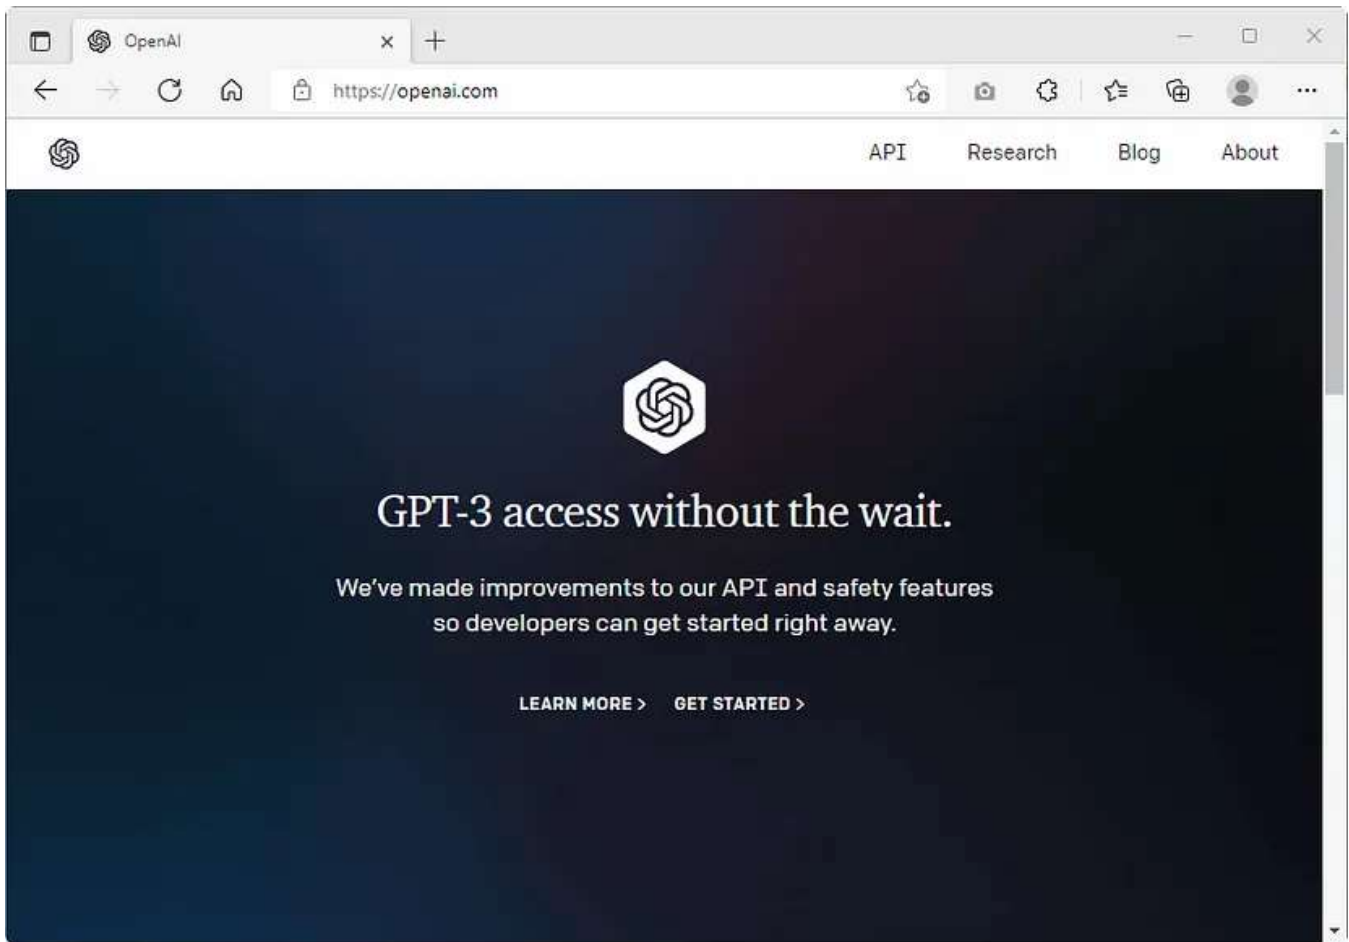 OpenAI
https://openai.com
API Research Blog About
GPT-3 access without the wait.
We’ve made improvements to our API and safety features
so developers can get started right away.
LEARN MORE > GET STARTED >